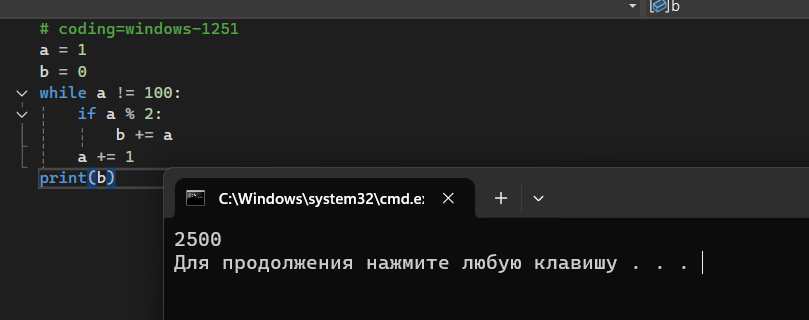 b
# coding=windows-1251
a = 1
b = 0
while a != 100:
    if a % 2:
        b += a
    a += 1
print(b)
C:\Windows\system32\cmd.e
2500
Для продолжения нажмите любую клавишу . . .